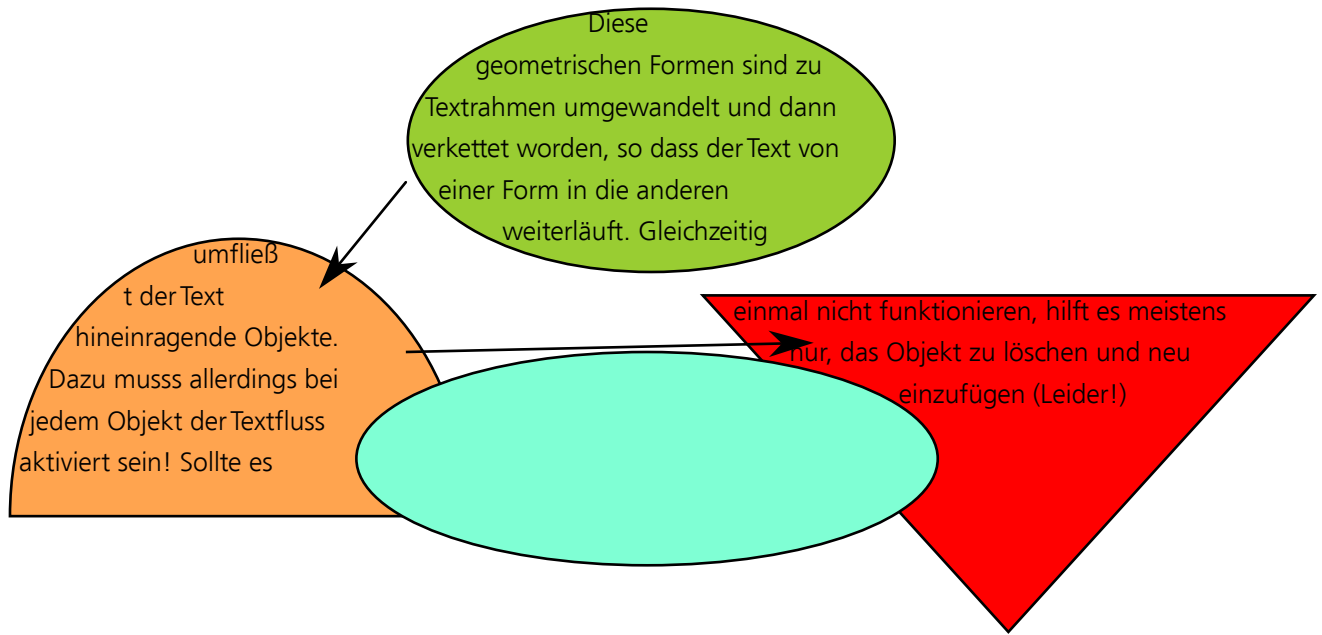 Diese
geometrischen Formen sind zu
Textrahmen umgewandelt und dann
verkettet worden, so dass der Text von
einer Form in die anderen
weiterläuft. Gleichzeitig
umfließ
t der Text
hineinragende Objekte.
Dazu musss allerdings bei
jedem Objekt der Textfluss
aktiviert sein! Sollte es
einmal nicht funktionieren, hilft es meistens
nur, das Objekt zu löschen und neu
einzufügen (Leider!)